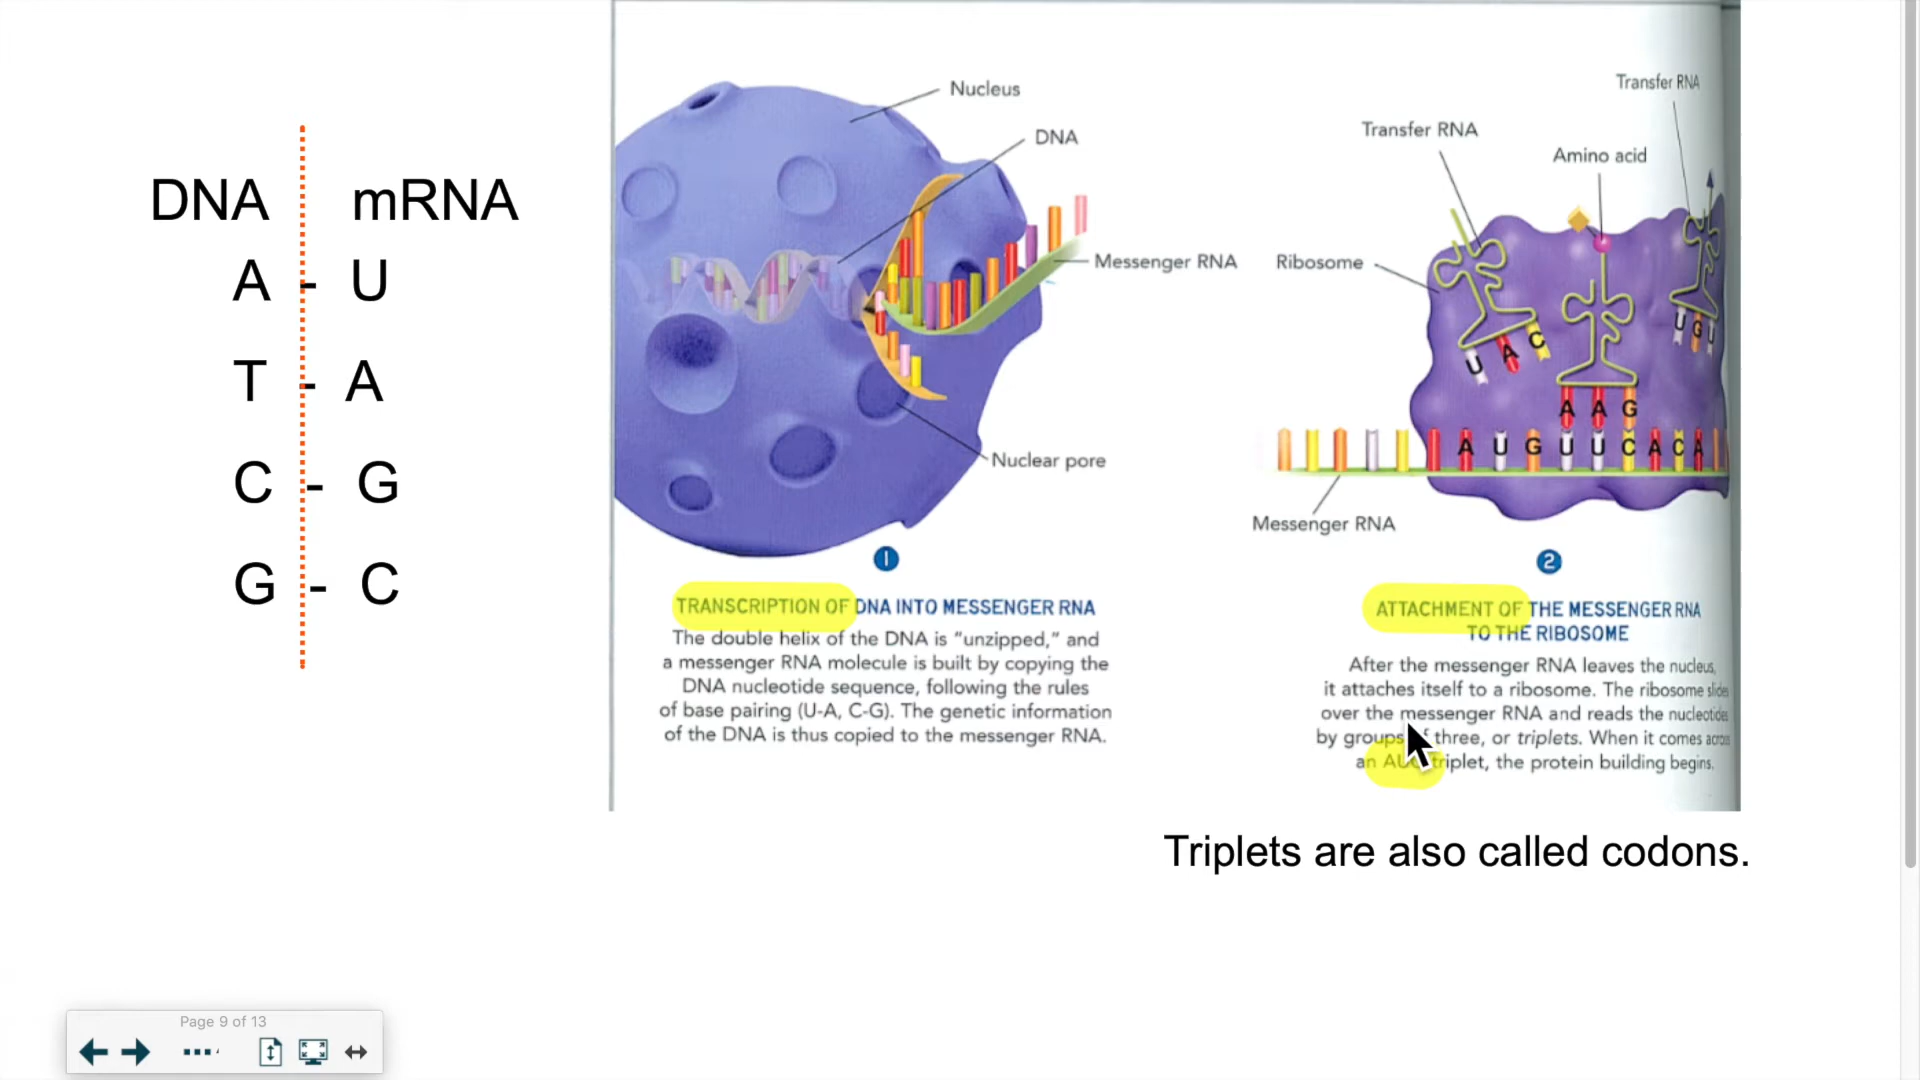 DNA mRNA
A - U
T - A
C - G
G - C
Nucleus
DNA
Messenger RNA
Nuclear pore
1
TRANSCRIPTION OF DNA INTO MESSENGER RNA
The double helix of the DNA is “unzipped,” and
a messenger RNA molecule is built by copying the
DNA nucleotide sequence, following the rules
of base pairing (U-A, C-G). The genetic information
of the DNA is thus copied to the messenger RNA.
Transfer RNA
Transfer RNA
Amino acid
Ribosome
U A C
U G U
A A G
A U G U U C A C A
Messenger RNA
2
ATTACHMENT OF THE MESSENGER RNA
TO THE RIBOSOME
After the messenger RNA leaves the nucleus,
it attaches itself to a ribosome. The ribosome slides
over the messenger RNA and reads the nucleotides
by groups of three, or triplets. When it comes across
an AUG triplet, the protein building begins.
Triplets are also called codons.
Page 9 of 13